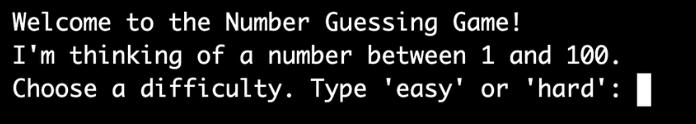 Welcome to the Number Guessing Game!
I'm thinking of a number between 1 and 100.
Choose a difficulty. Type 'easy' or 'hard':